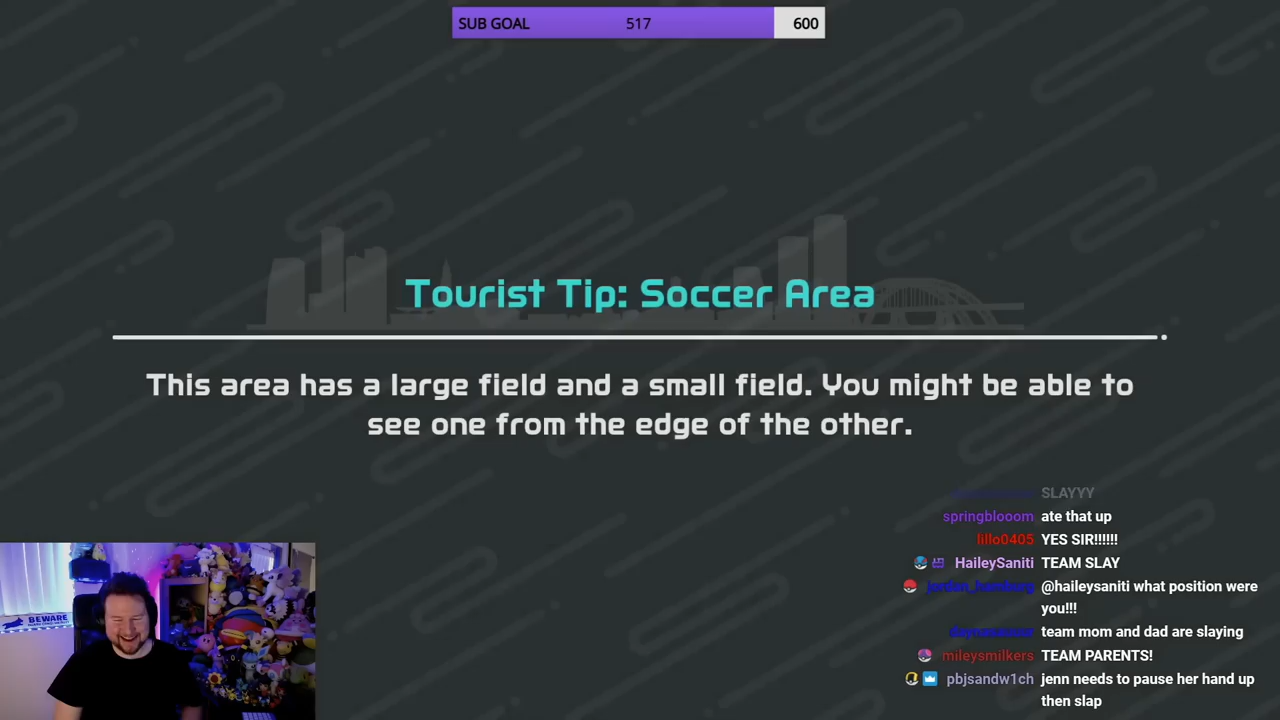 SUB GOAL 517 600
Tourist Tip: Soccer Area
This area has a large field and a small field. You might be able to
see one from the edge of the other.
SLAYYY
springblooom ate that up
lillo0405 YES SIR!!!!!!
HaileySaniti TEAM SLAY
@haileysaniti what position were
you!!!
team mom and dad are slaying
mileysmilkers TEAM PARENTS!
pbjsandw1ch jenn needs to pause her hand up
then slap
BEWARE